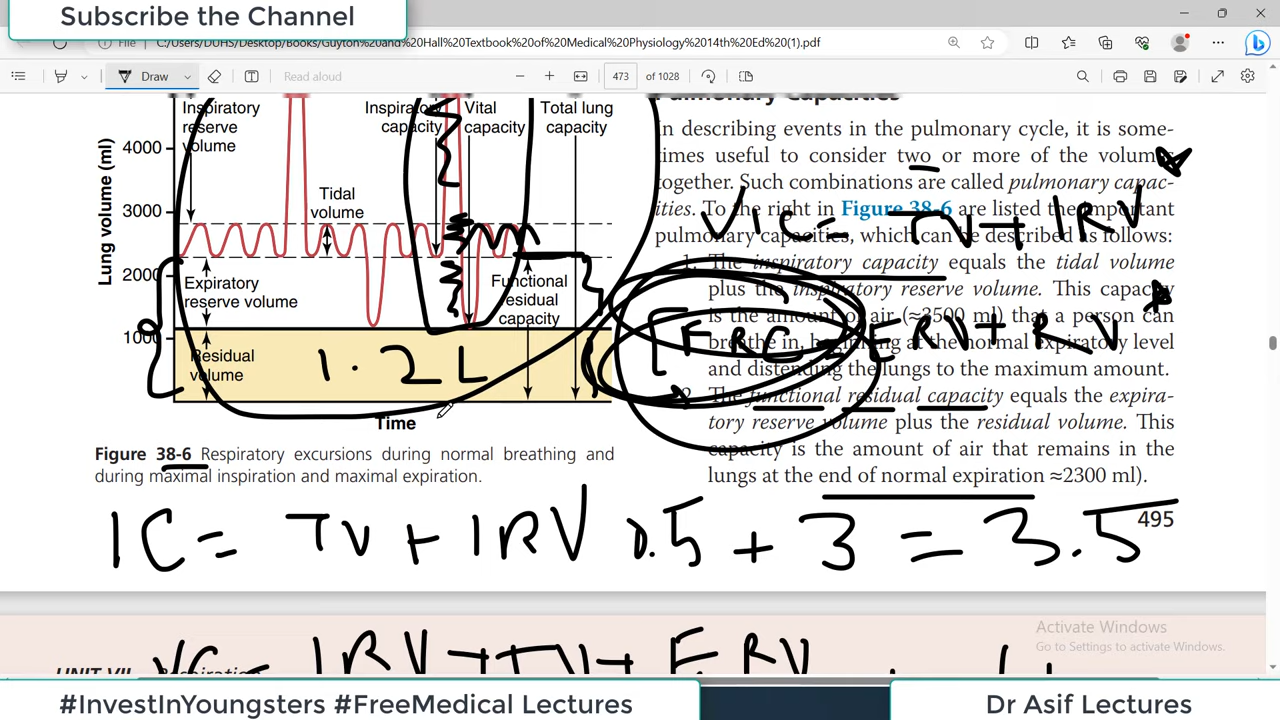 Subscribe the Channel
File
C:/Users/DUHS/Desktop/Books/Guyton%20and%20Hall%20Textbook%20of%20Medical%20Physiology%2014th%20Ed%20(1).pdf
Draw
Read aloud
473 of 1028
Inspiratory
reserve
volume
Inspiratory
capacity
Vital
capacity
Total lung
capacity
Tidal
volume
Expiratory
reserve volume
Functional
esidual
capacity
Residual
volume
Lung volume (ml)
4000
3000
2000
1000
1.2L
Time
Figure 38-6 Respiratory excursions during normal breathing and
during maximal inspiration and maximal expiration.
Pulmonary Capacities
In describing events in the pulmonary cycle, it is some-
times useful to consider two or more of the volumes
together. Such combinations are called pulmonary capac-
ities. To the right in Figure 38-6 are listed the important
pulmonary capacities, which can be described as follows:
1. The inspiratory capacity equals the tidal volume
plus the inspiratory reserve volume. This capacity
is the amount of air (≈3500 ml) that a person can
breathe in, beginning at the normal expiratory level
and distending the lungs to the maximum amount.
The functional residual capacity equals the expira-
tory reserve volume plus the residual volume. This
capacity is the amount of air that remains in the
lungs at the end of normal expiration ≈2300 ml).
IC= TV+IRV
FRC ERV+RV
495
IC= TV+IRV 0.5+3=3.5
VC= IRV+TV+ERV
UNIT VII Respiration
Activate Windows
Go to Settings to activate Windows.
#InvestInYoungsters #FreeMedical Lectures
Dr Asif Lectures